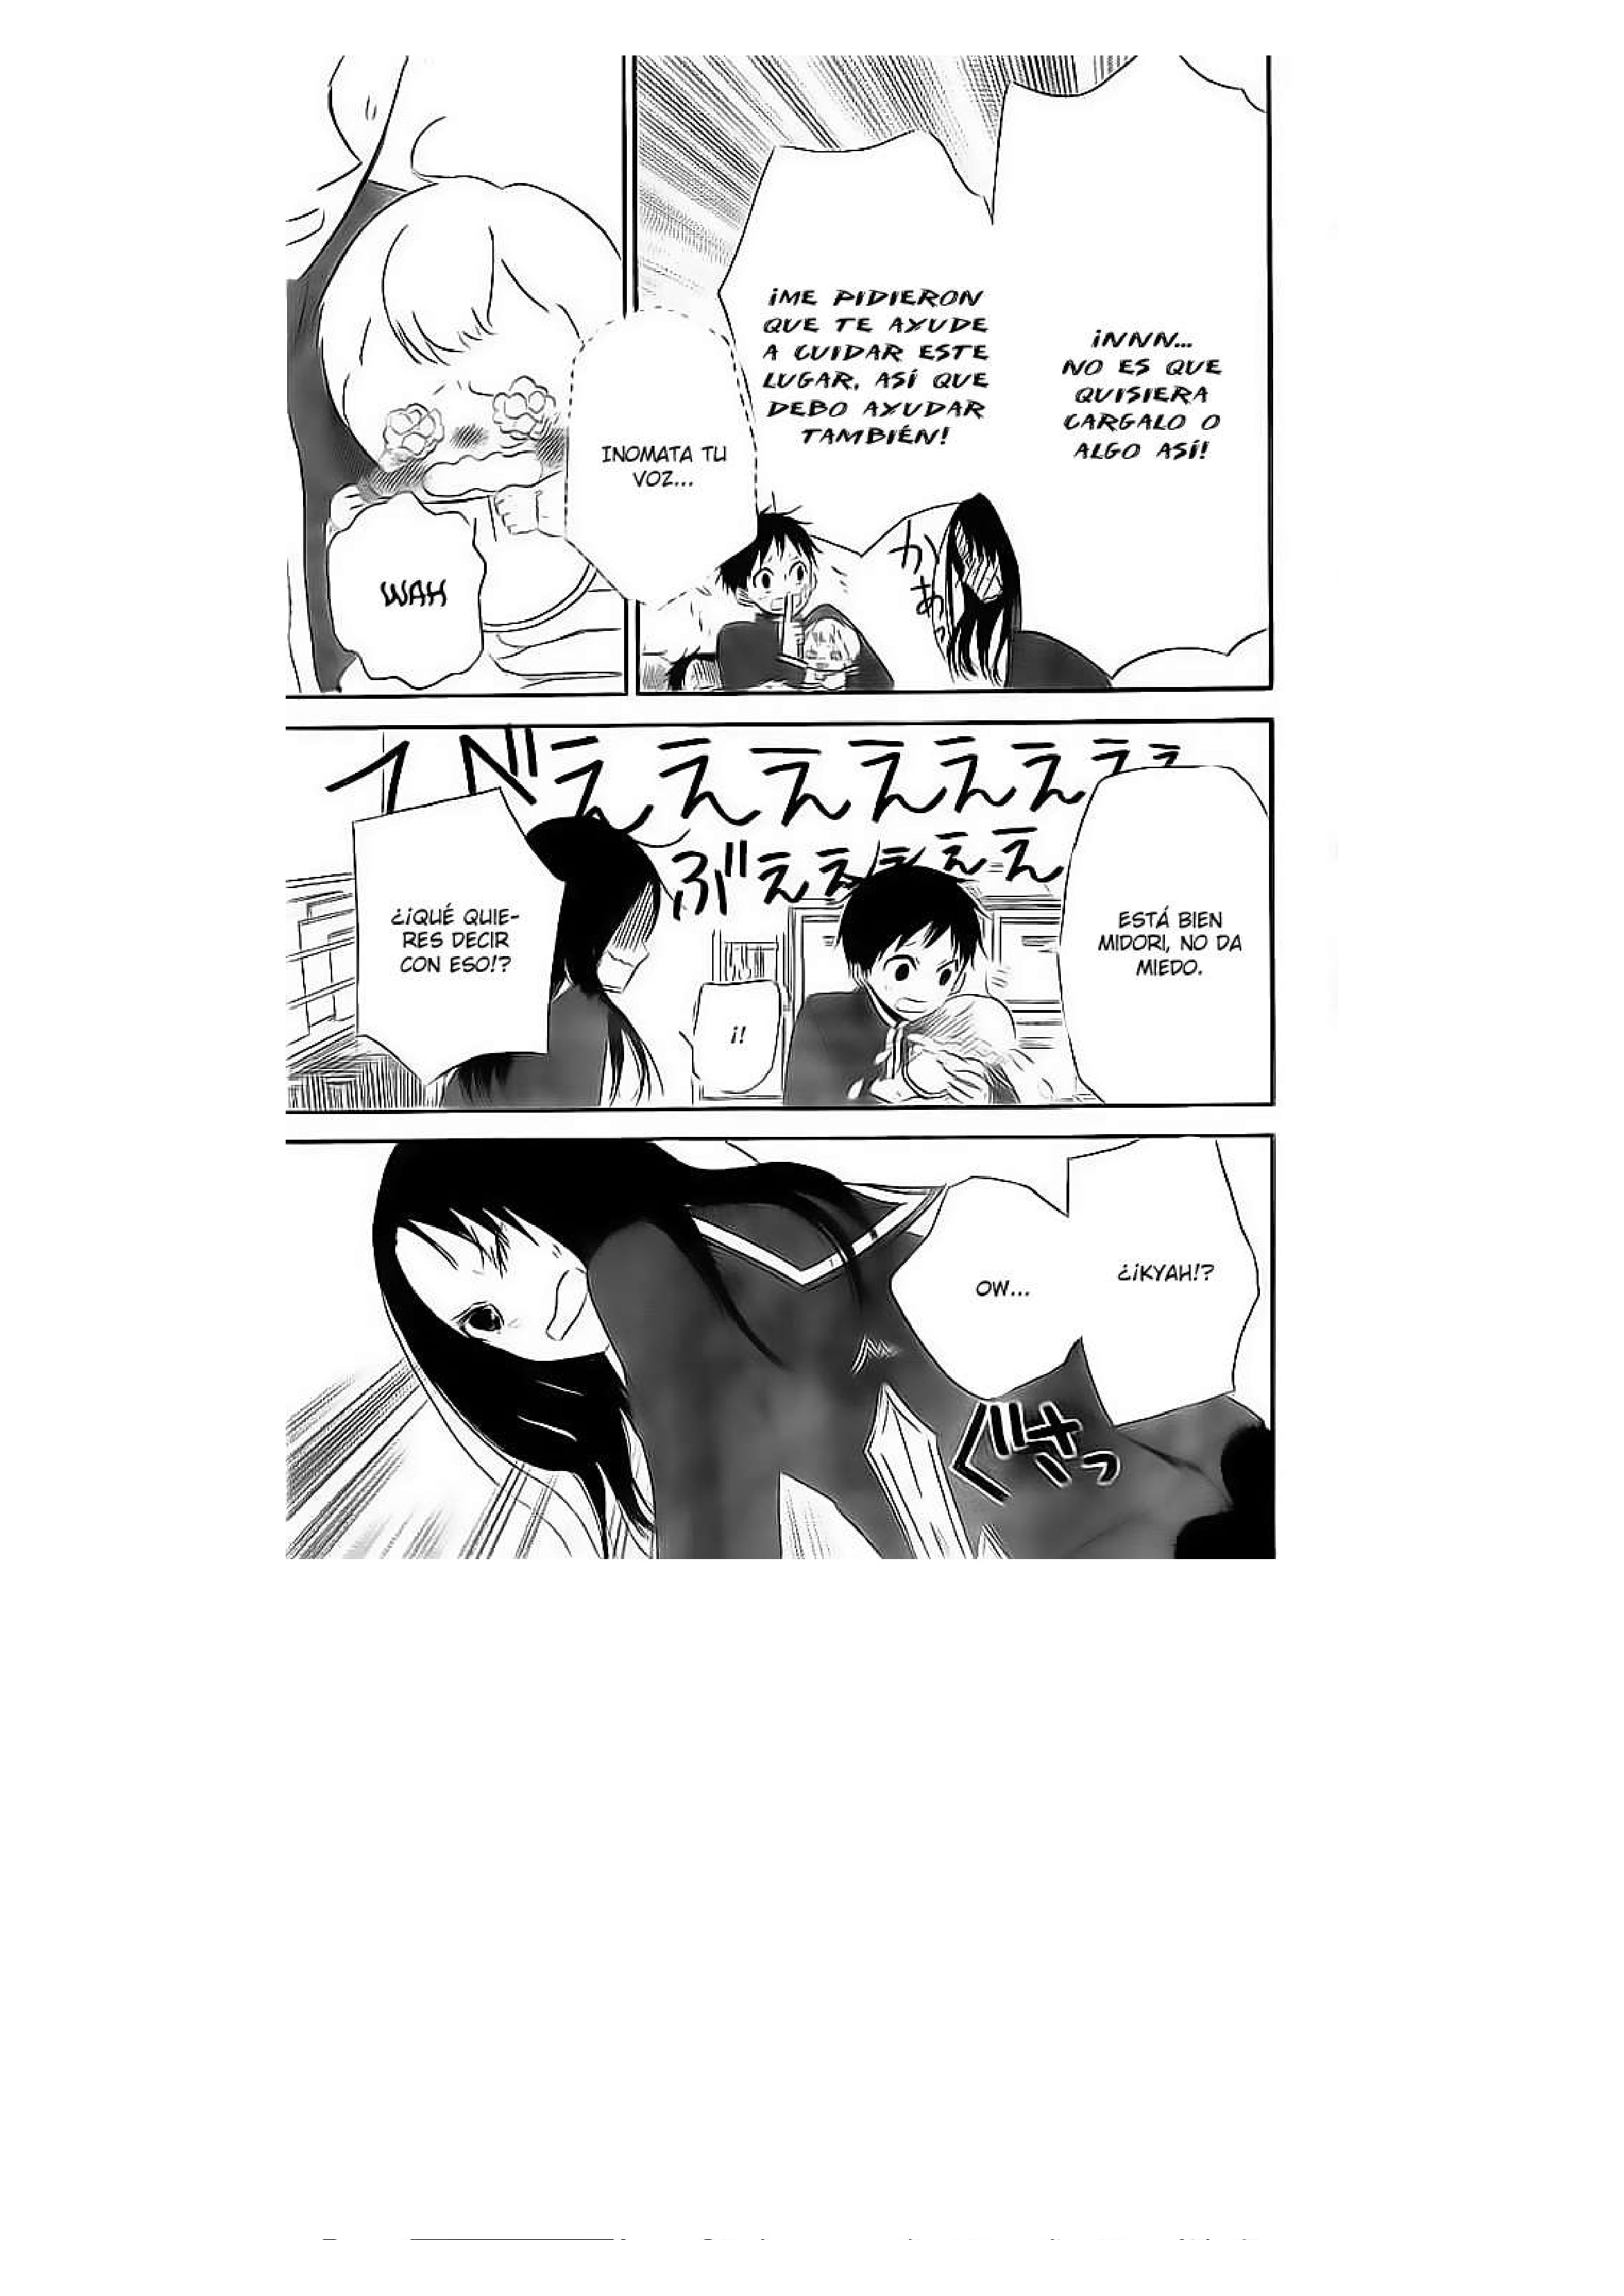 ¡NNN...
NO ES QUE
QUISIERA
CARGALO O
ALGO ASÍ!
¡ME PIDIERON
QUE TE AYUDE
A CUIDAR ESTE
LUGAR, ASÍ QUE
DEBO AYUDAR
TAMBIÉN!
かあっ
INOMATA TU
VOZ...
WAH
ESTÁ BIEN
MIDORI, NO DA
MIEDO.
びええええええええ
ぶえええええ
¡!
¿¡QUÉ QUIE-
RES DECIR
CON ESO!?
¿¡KYAH!?
OW...
ぐさっ